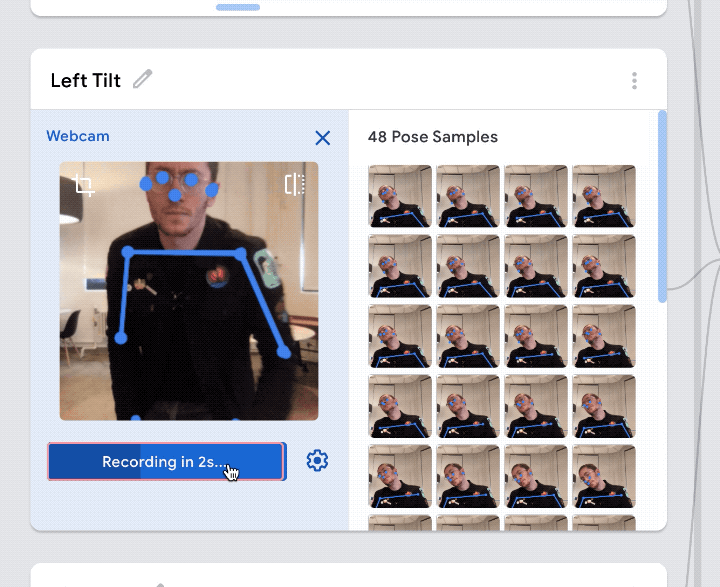 Left Tilt
Webcam
48 Pose Samples
Recording in 2s...